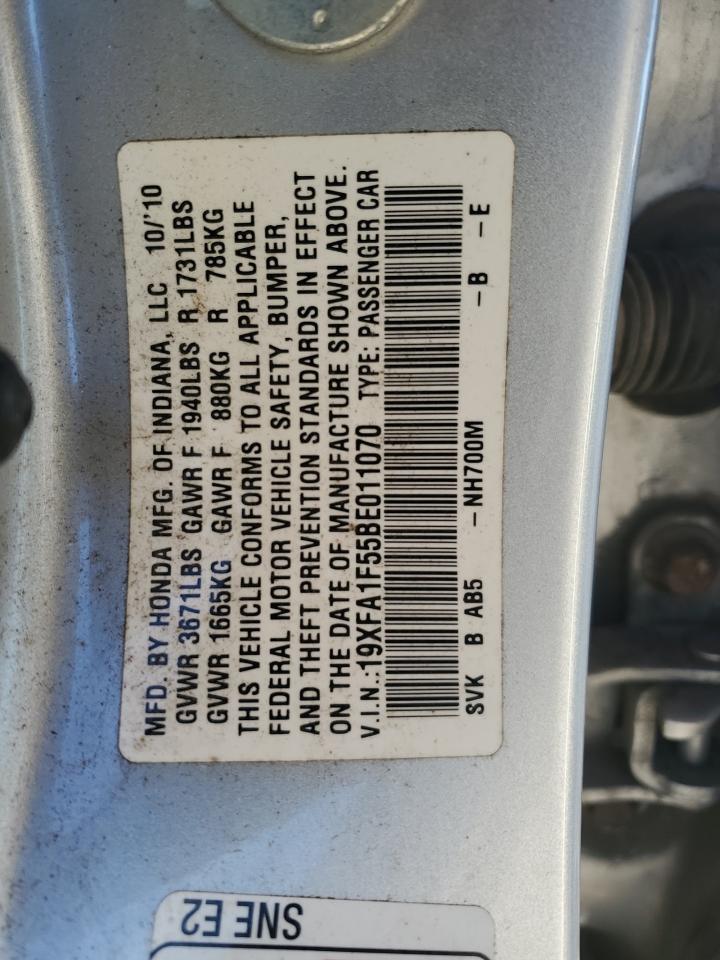 MFD. BY HONDA MFG. OF INDIANA, LLC 10/'10
GVWR 3671LBS GAWR F 1940LBS R 1731LBS
GVWR 1665KG GAWR F 880KG R 785KG
THIS VEHICLE CONFORMS TO ALL APPLICABLE
FEDERAL MOTOR VEHICLE SAFETY, BUMPER,
AND THEFT PREVENTION STANDARDS IN EFFECT
ON THE DATE OF MANUFACTURE SHOWN ABOVE.
V.I.N.:19XFA1F55BE011070 TYPE: PASSENGER CAR
SVK B AB5 -NH700M -B -E
SNE E2